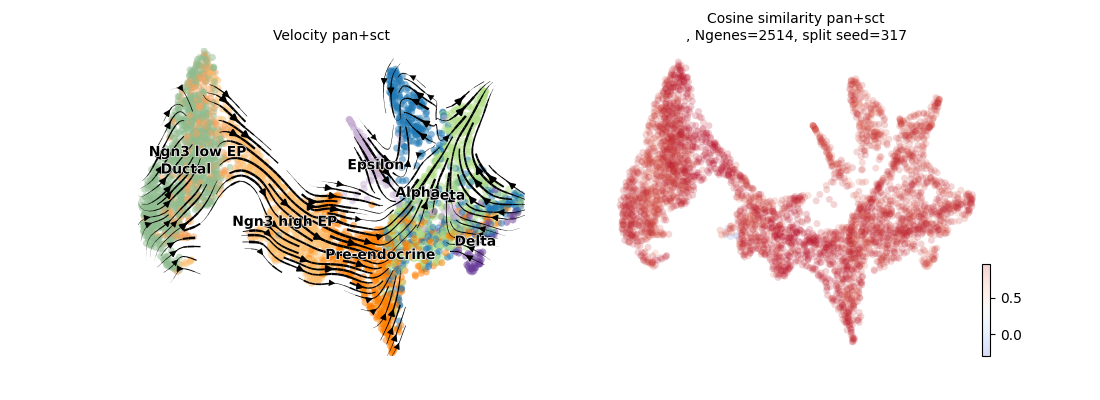 Velocity pan+sct
Ngn3 low EP
Ductal
Epsilon
Alpha
eta
Ngn3 high EP
Delta
Pre-endocrine
Cosine similarity pan+sct
, Ngenes=2514, split seed=317
0.5
0.0